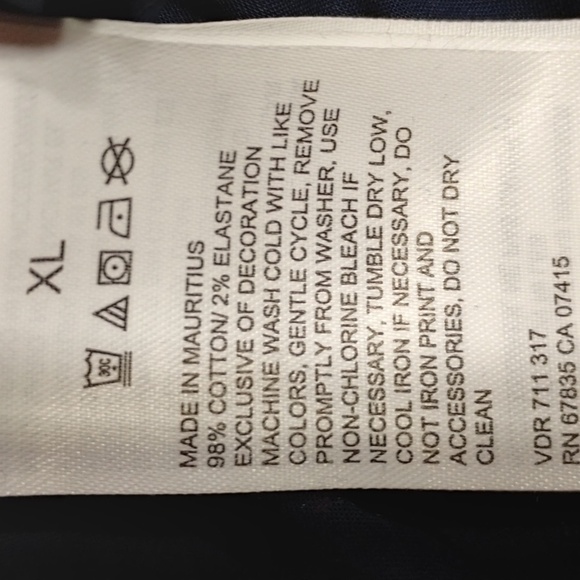 XL
30C
MADE IN MAURITIUS
98% COTTON/ 2% ELASTANE
EXCLUSIVE OF DECORATION
MACHINE WASH COLD WITH LIKE
COLORS, GENTLE CYCLE, REMOVE
PROMPTLY FROM WASHER, USE
NON-CHLORINE BLEACH IF
NECESSARY, TUMBLE DRY LOW,
COOL IRON IF NECESSARY, DO
NOT IRON PRINT AND
ACCESSORIES, DO NOT DRY
CLEAN
VDR 711 317
RN 67835 CA 07415